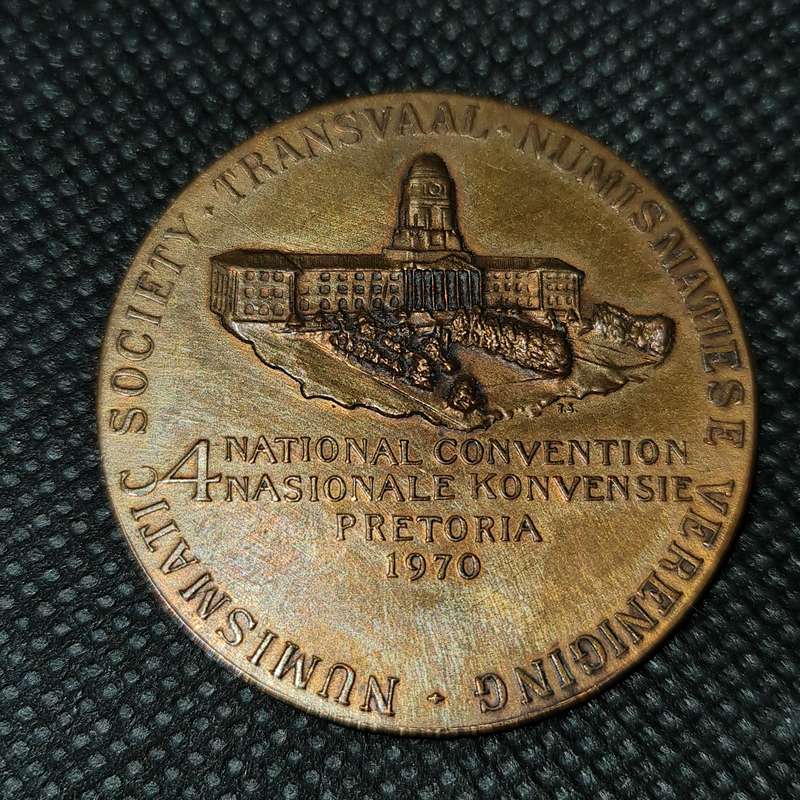 NUMISMATIC SOCIETY · TRANSVAAL · NUMISMATIESE VERENIGING ·
T.S.
4 NATIONAL CONVENTION
NASIONALE KONVENSIE
PRETORIA
1970